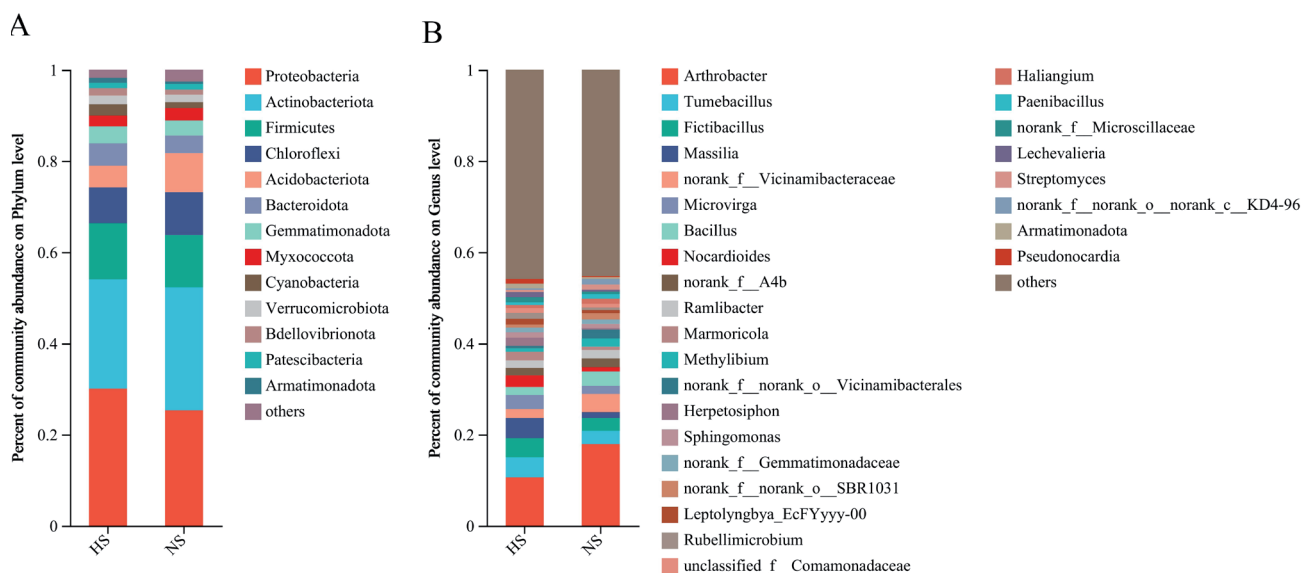 A
Percent of community abundance on Phylum level
1
0.8
0.6
0.4
0.2
0
HS
NS
Proteobacteria
Actinobacteriota
Firmicutes
Chloroflexi
Acidobacteriota
Bacteroidota
Gemmatimonadota
Myxococcota
Cyanobacteria
Verrucomicrobiota
Bdellovibrionota
Patescibacteria
Armatimonadota
others
B
Percent of community abundance on Genus level
1
0.8
0.6
0.4
0.2
0
HS
NS
Arthrobacter
Tumebacillus
Fictibacillus
Massilia
norank_f__Vicinamibacteraceae
Microvirga
Bacillus
Nocardioides
norank_f__A4b
Ramlibacter
Marmoricola
Methylibium
norank_f__norank_o__Vicinamibacterales
Herpetosiphon
Sphingomonas
norank_f__Gemmatimonadaceae
norank_f__norank_o__SBR1031
Leptolyngbya_EcFYyyy-00
Rubellimicrobium
unclassified_f__Comamonadaceae
Haliangium
Paenibacillus
norank_f__Microscillaceae
Lechevalieria
Streptomyces
norank_f__norank_o__norank_c__KD4-96
Armatimonadota
Pseudonocardia
others